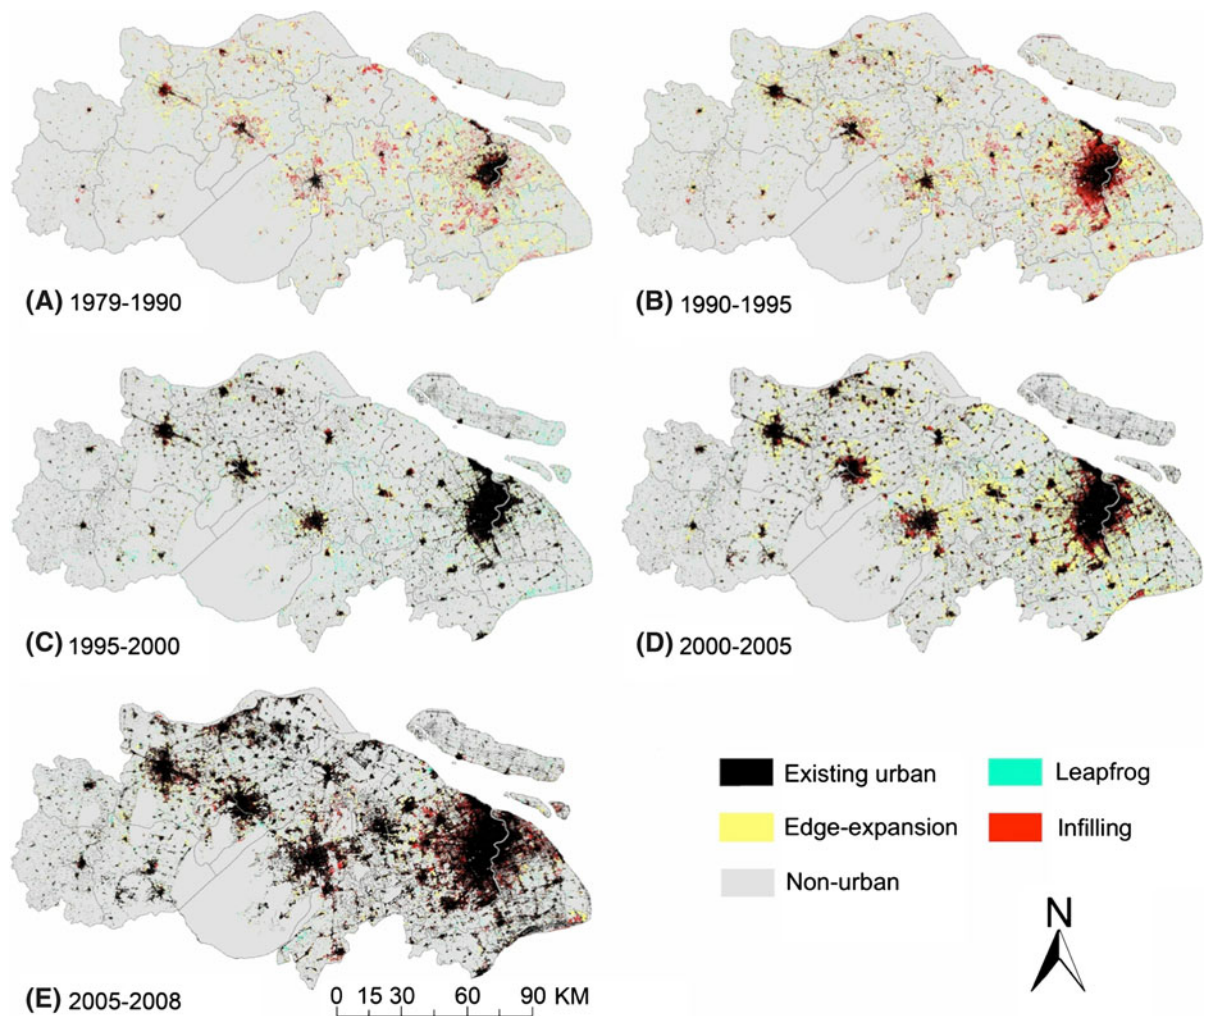 (A) 1979-1990
(B) 1990-1995
(C) 1995-2000
(D) 2000-2005
Existing urban
Leapfrog
Edge-expansion
Infilling
Non-urban
N
(E) 2005-2008
0 15 30 60 90 KM